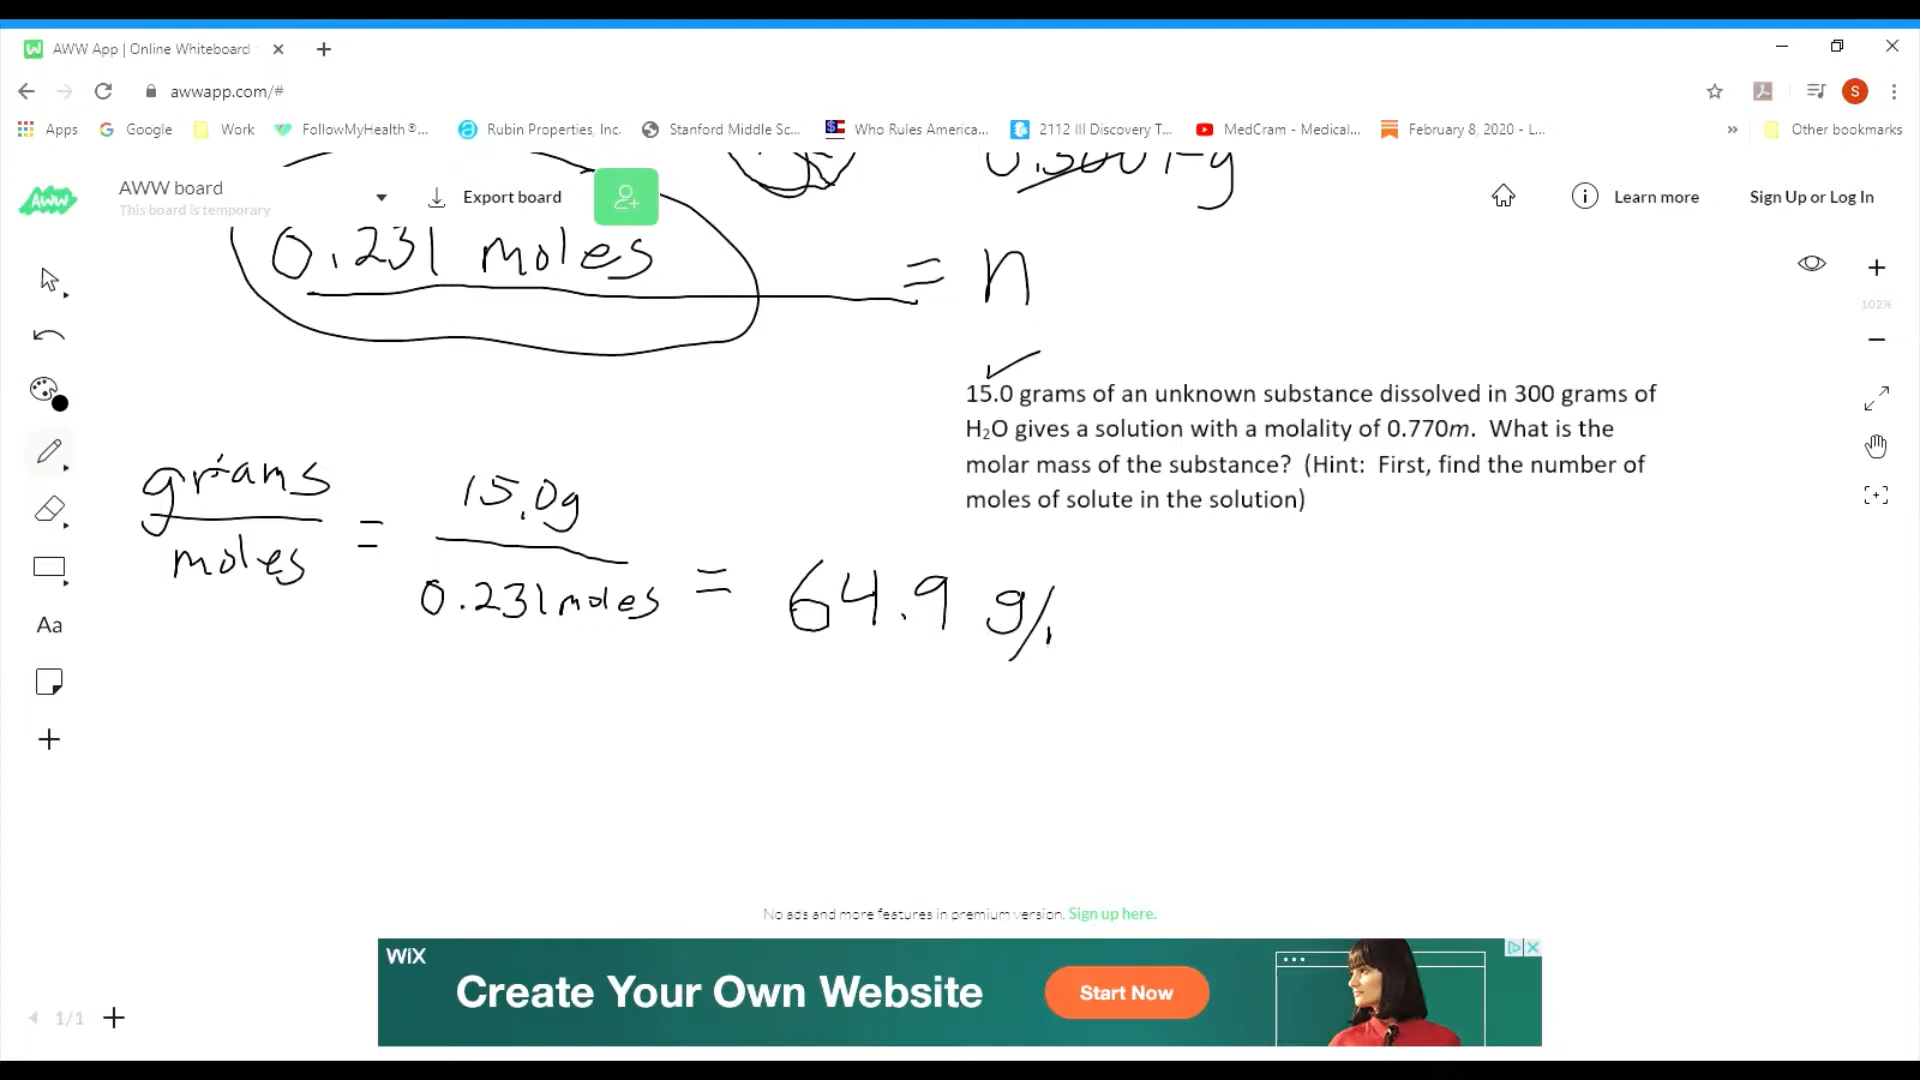 AWW App | Online Whiteboard
awwapp.com/#
Apps Google Work FollowMyHealth®... Rubin Properties, Inc. Stanford Middle Sc... Who Rules America... 2112 III Discovery T... MedCram - Medical... February 8, 2020 - L... » Other bookmarks
S
AWW
AWW board
This board is temporary
Export board
Learn more
Sign Up or Log In
0.231 moles = n
102%
15.0 grams of an unknown substance dissolved in 300 grams of
H₂O gives a solution with a molality of 0.770m. What is the
molar mass of the substance? (Hint: First, find the number of
moles of solute in the solution)
grams = 15.0g
moles 0.231 moles = 64.9 g/
Aa
No ads and more features in premium version. Sign up here.
WiX
Create Your Own Website
Start Now
1/1